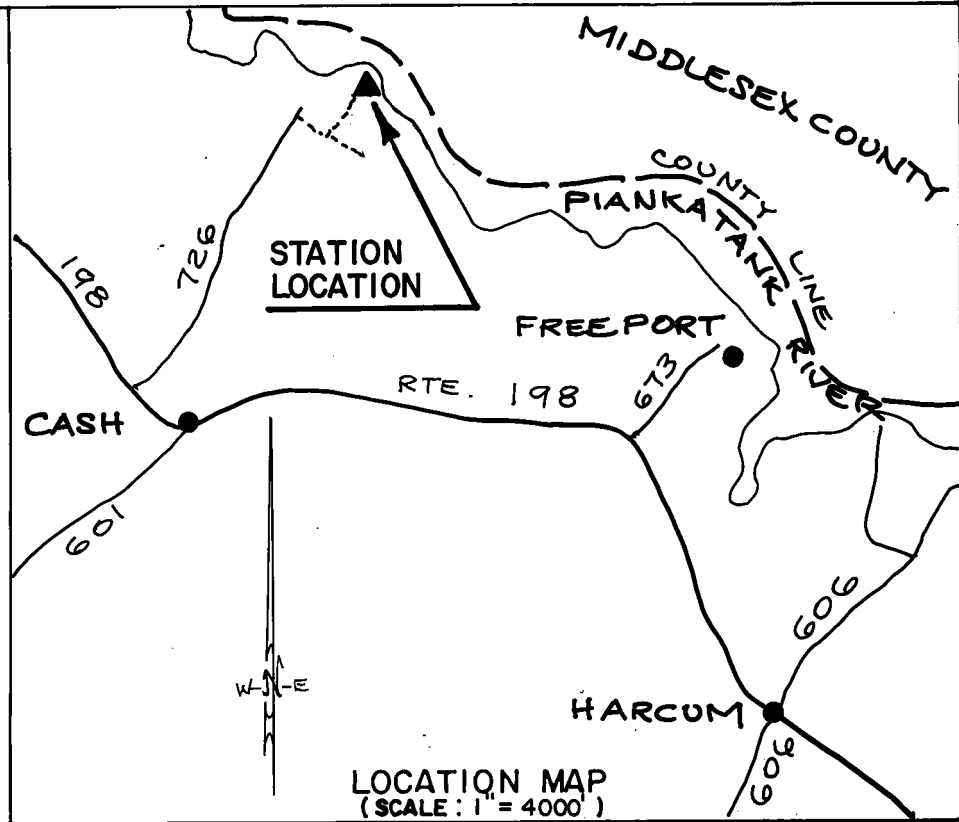 MIDDLESEX COUNTY
COUNTY LINE
PIANKATANK RIVER
STATION
LOCATION
198
726
FREEPORT
673
RTE. 198
CASH
601
606
W-N-E
HARCUM
606
LOCATION MAP
(SCALE: 1" = 4000')